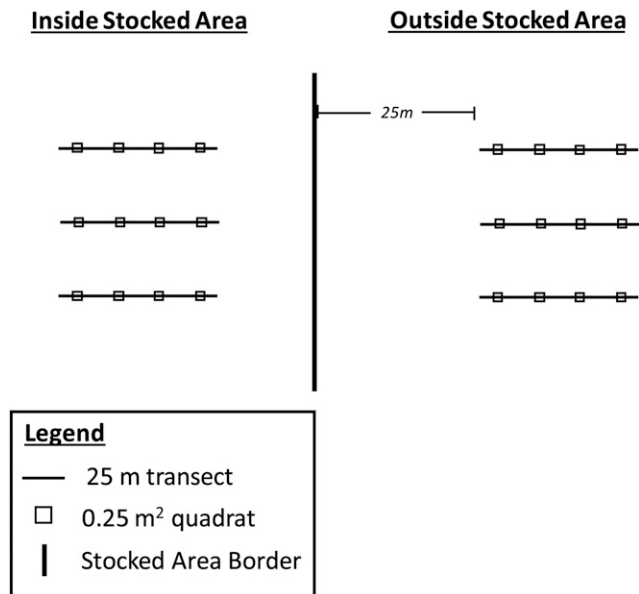 Inside Stocked Area
Outside Stocked Area
25m
Legend
25 m transect
0.25 m² quadrat
Stocked Area Border